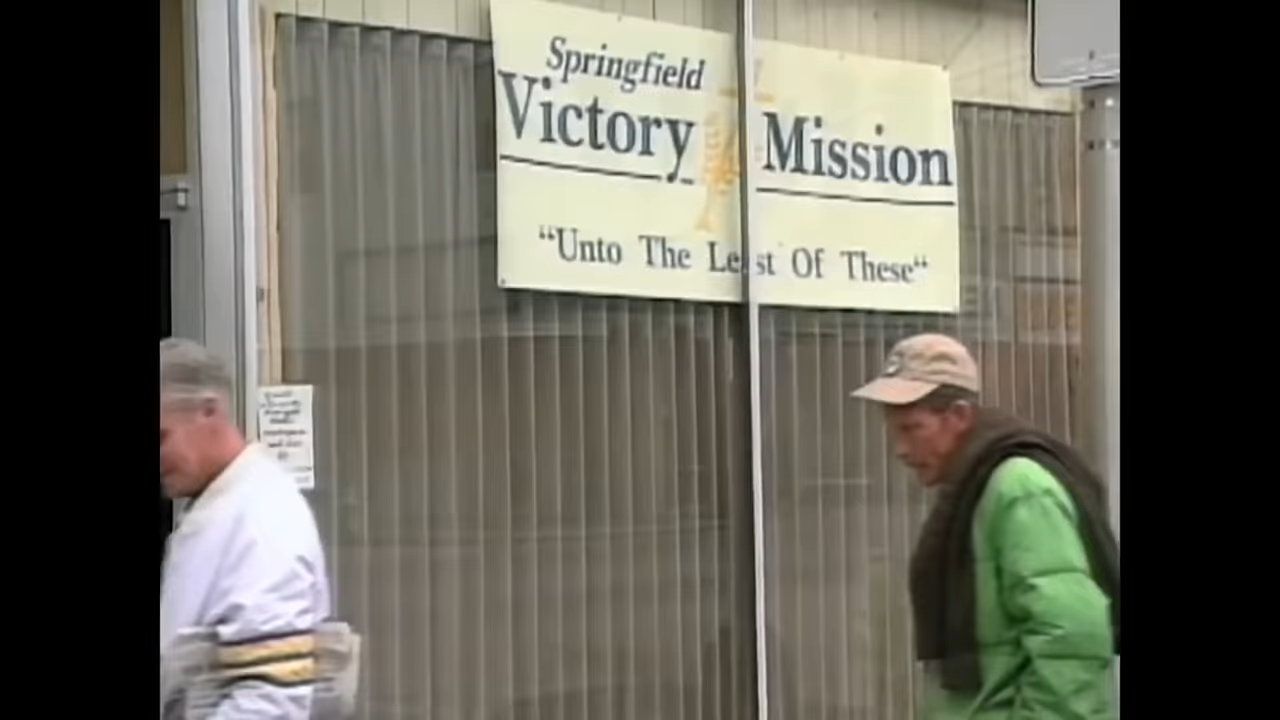 Springfield
Victory Mission
“Unto The Least Of These“